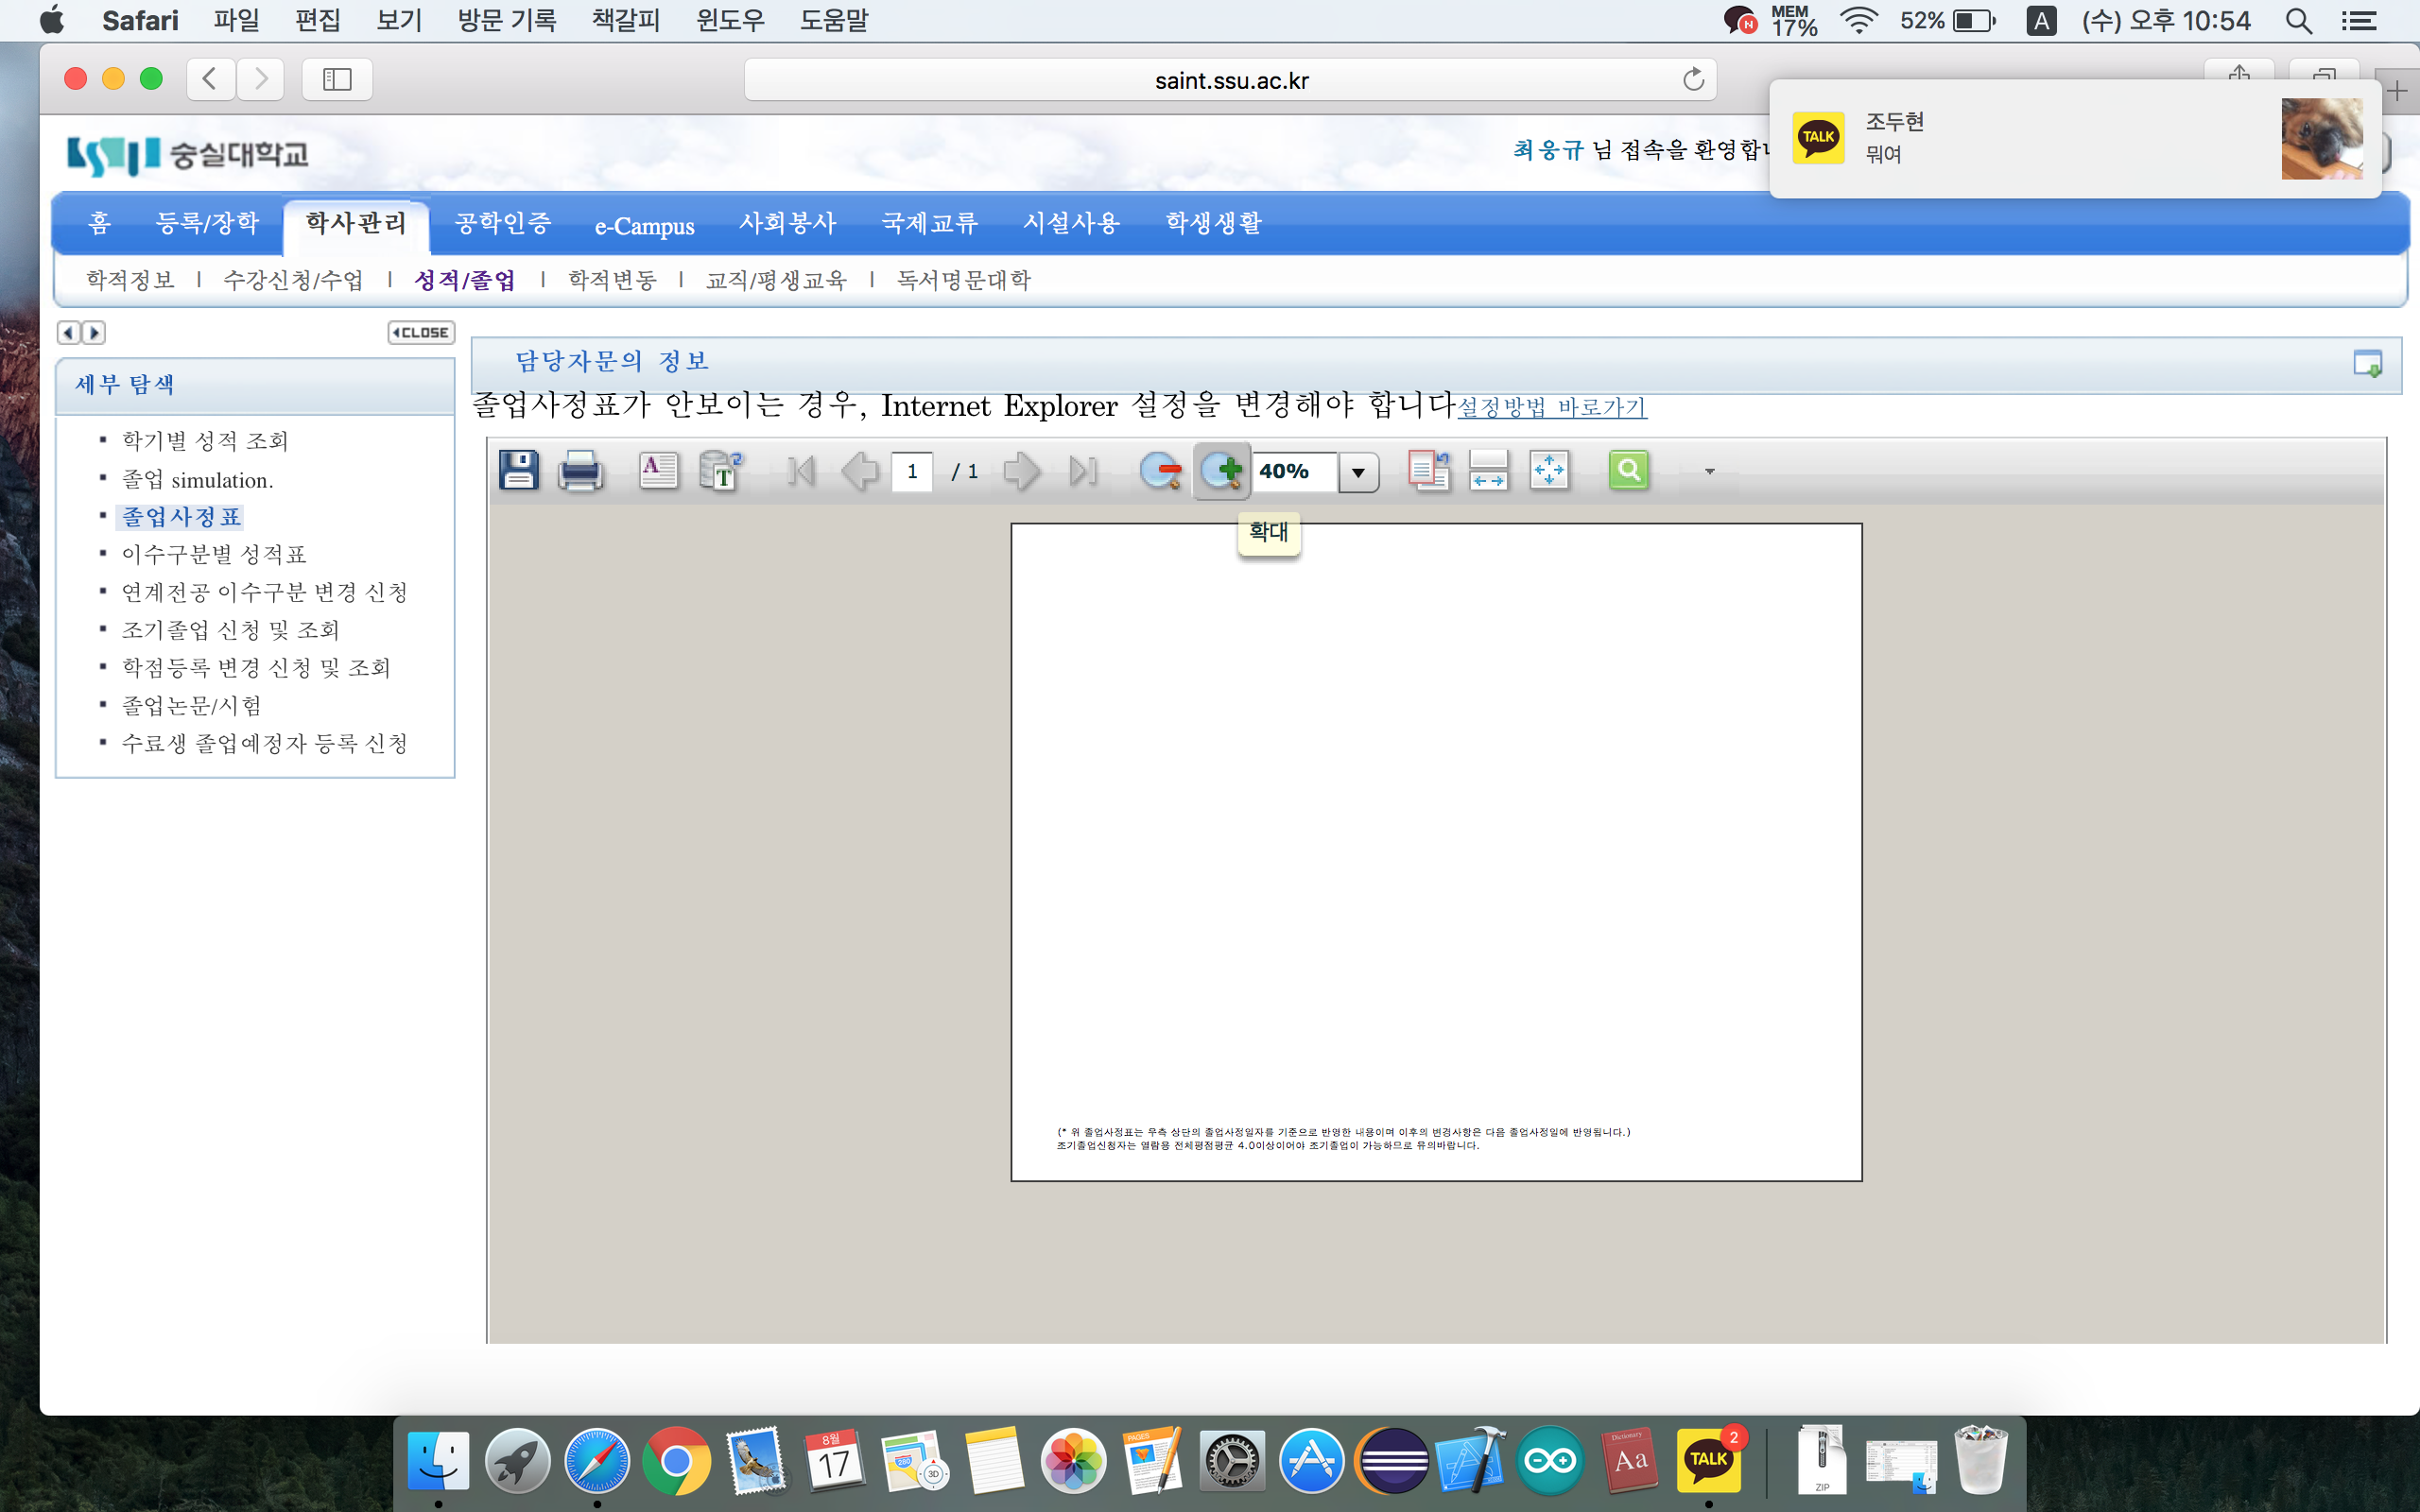 Safari 파일 편집 보기 방문 기록 책갈피 윈도우 도움말 MEM 17% 52% A (수) 오후 10:54
saint.ssu.ac.kr
TALK 조두현
뭐여
숭실대학교
최웅규 님 접속을 환영합니
홈 등록/장학 학사관리 공학인증 e-Campus 사회봉사 국제교류 시설사용 학생생활
학적정보 | 수강신청/수업 | 성적/졸업 | 학적변동 | 교직/평생교육 | 독서명문대학
CLOSE
세부 탐색
학기별 성적 조회
졸업 simulation.
졸업사정표
이수구분별 성적표
연계전공 이수구분 변경 신청
조기졸업 신청 및 조회
학점등록 변경 신청 및 조회
졸업논문/시험
수료생 졸업예정자 등록 신청
담당자문의 정보
졸업사정표가 안보이는 경우, Internet Explorer 설정을 변경해야 합니다설정방법 바로가기
1 / 1 40%
확대
(* 위 졸업사정표는 우측 상단의 졸업사정일자를 기준으로 반영한 내용이며 이후의 변경사항은 다음 졸업사정일에 반영됩니다.)
조기졸업신청자는 열람용 전체평점평균 4.0이상이어야 조기졸업이 가능하므로 유의바랍니다.
8월
17
280
3D
PAGES
Dictionary
Aa
TALK
2
ZIP